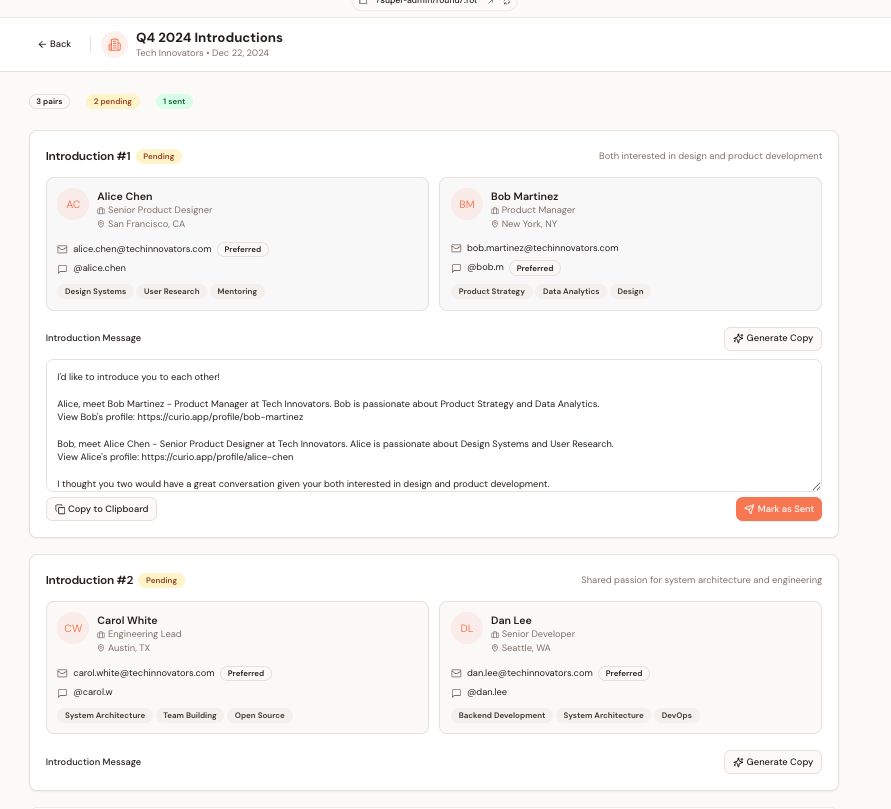 /super-admin/round/:id
Back
Q4 2024 Introductions
Tech Innovators • Dec 22, 2024
3 pairs
2 pending
1 sent
Introduction #1 Pending
Both interested in design and product development
AC
Alice Chen
Senior Product Designer
San Francisco, CA
alice.chen@techinnovators.com Preferred
@alice.chen
Design Systems User Research Mentoring
BM
Bob Martinez
Product Manager
New York, NY
bob.martinez@techinnovators.com
@bob.m Preferred
Product Strategy Data Analytics Design
Introduction Message
Generate Copy
I'd like to introduce you to each other!
Alice, meet Bob Martinez - Product Manager at Tech Innovators. Bob is passionate about Product Strategy and Data Analytics.
View Bob's profile: https://curio.app/profile/bob-martinez
Bob, meet Alice Chen - Senior Product Designer at Tech Innovators. Alice is passionate about Design Systems and User Research.
View Alice's profile: https://curio.app/profile/alice-chen
I thought you two would have a great conversation given your both interested in design and product development.
Copy to Clipboard
Mark as Sent
Introduction #2 Pending
Shared passion for system architecture and engineering
CW
Carol White
Engineering Lead
Austin, TX
carol.white@techinnovators.com Preferred
@carol.w
System Architecture Team Building Open Source
DL
Dan Lee
Senior Developer
Seattle, WA
dan.lee@techinnovators.com Preferred
@dan.lee
Backend Development System Architecture DevOps
Introduction Message
Generate Copy